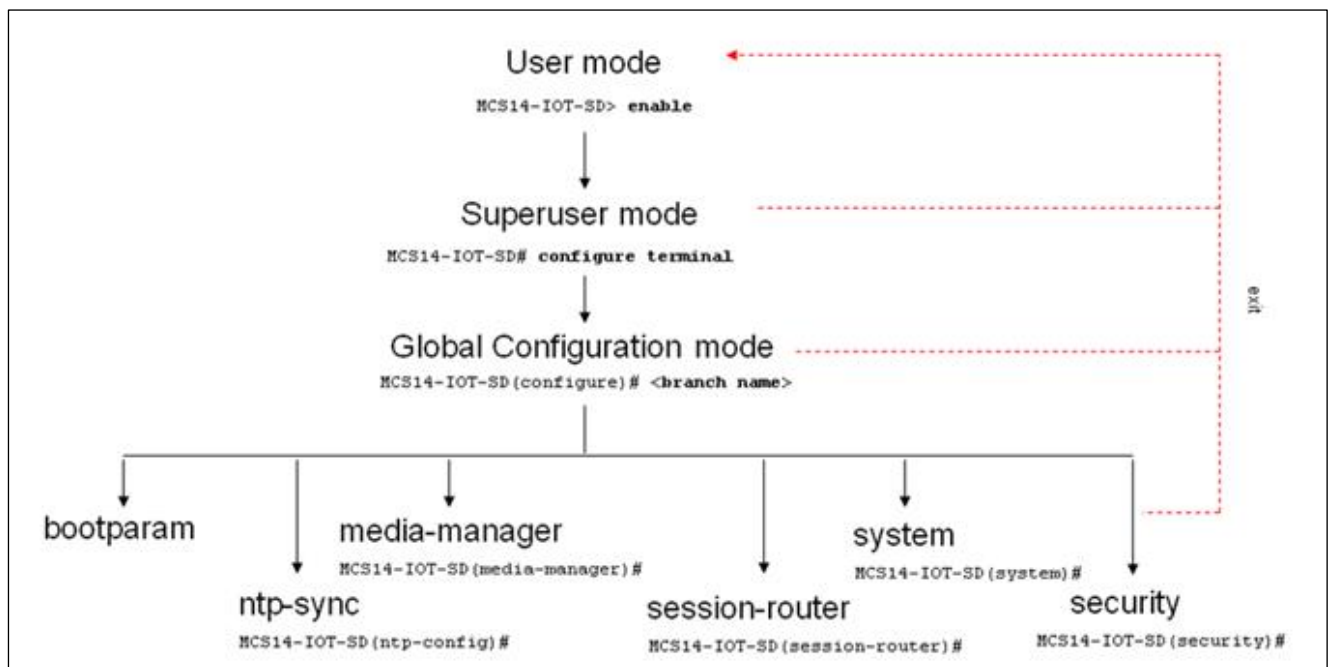 User mode
MCS14-IOT-SD> enable
Superuser mode
MCS14-IOT-SD# configure terminal
exit
Global Configuration mode
MCS14-IOT-SD(configure)# <branch name>
bootparam
media-manager
MCS14-IOT-SD(media-manager)#
system
MCS14-IOT-SD(system)#
ntp-sync
MCS14-IOT-SD(ntp-config)#
session-router
MCS14-IOT-SD(session-router)#
security
MCS14-IOT-SD(security)#